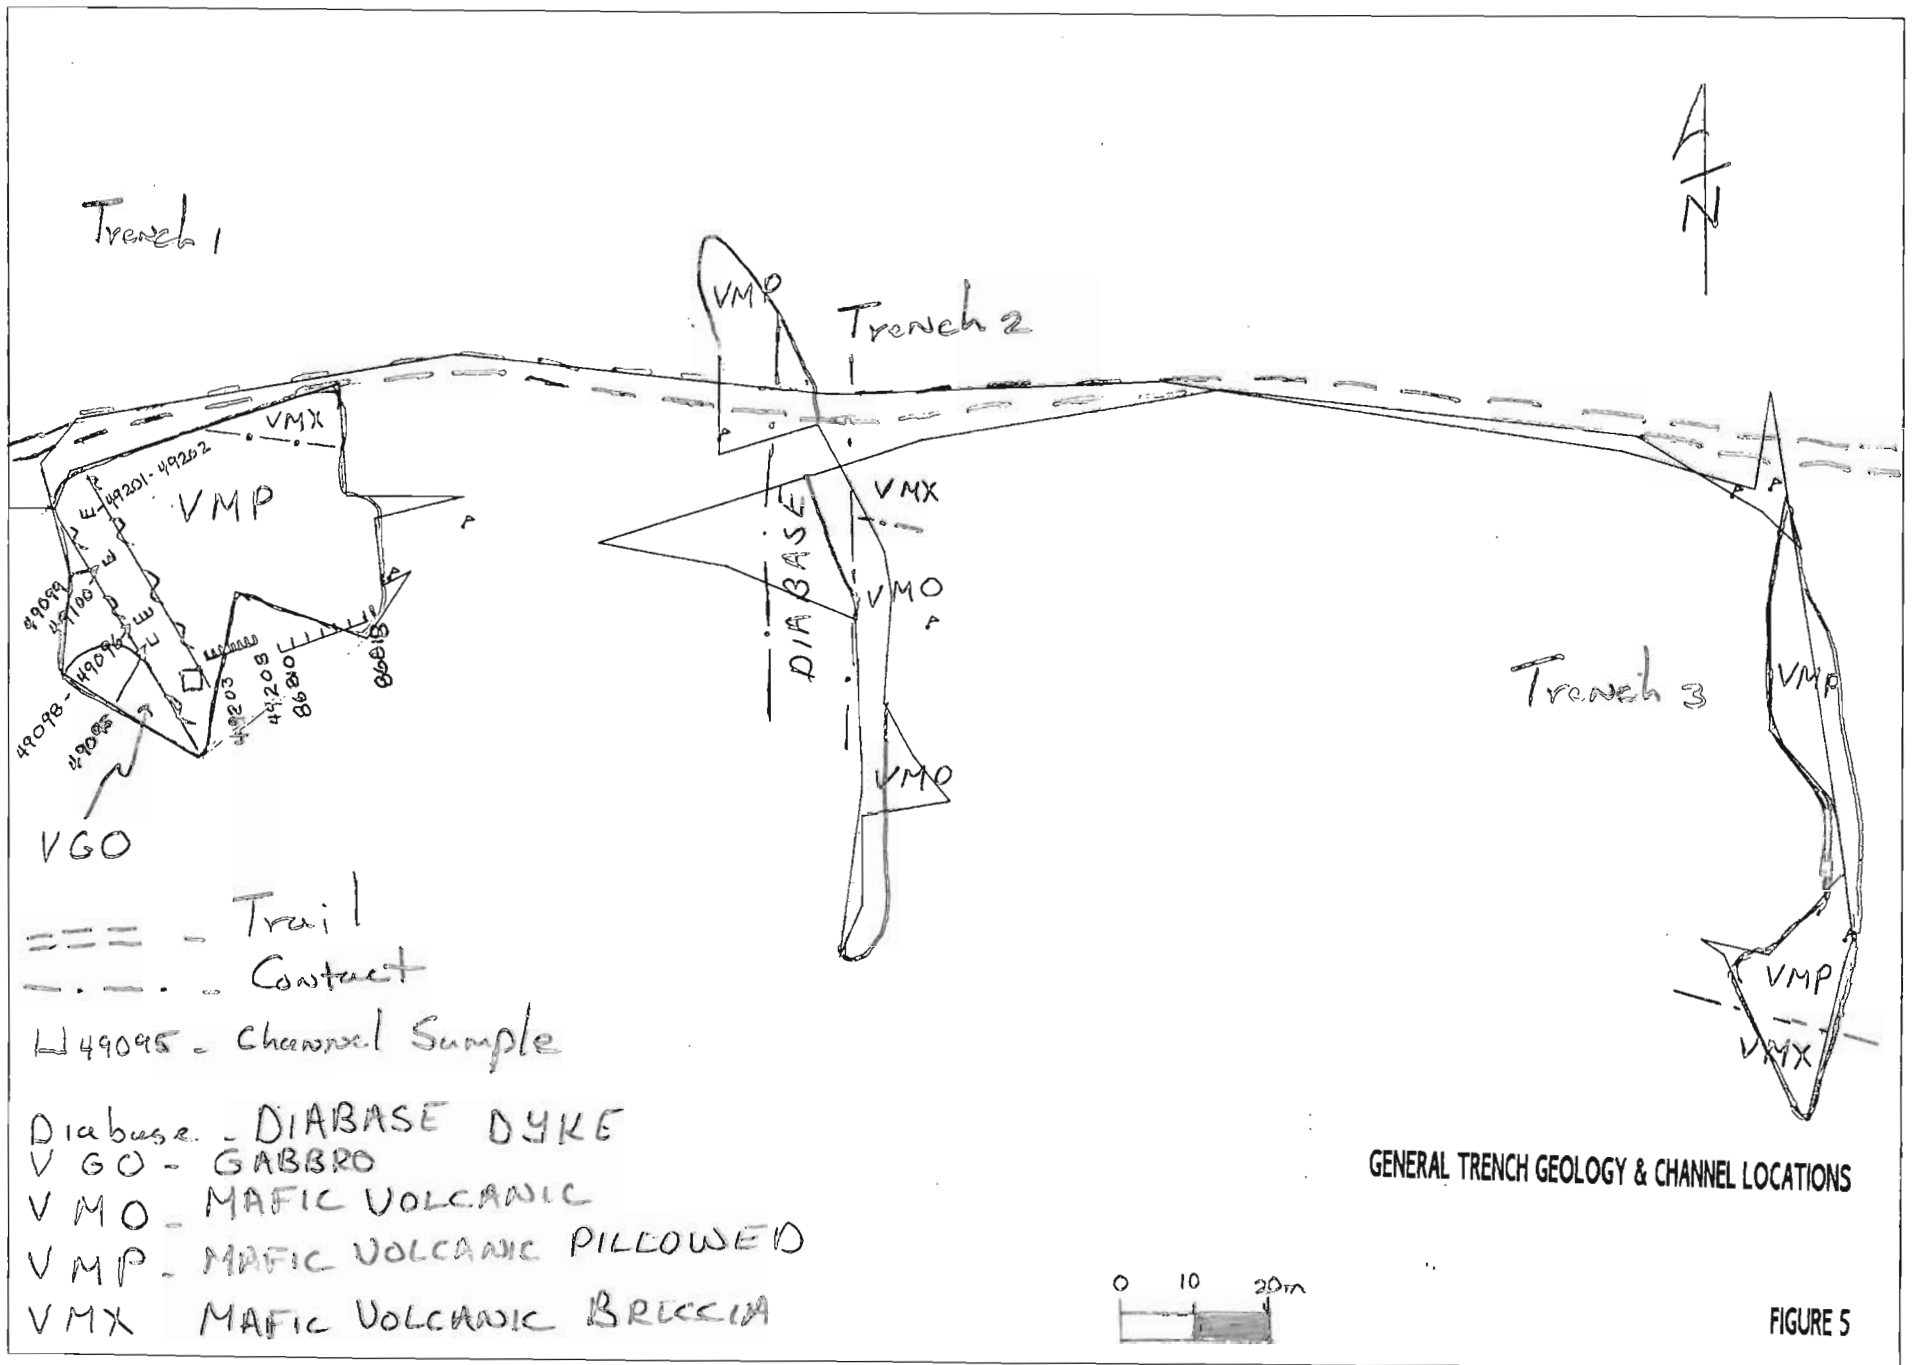 Trench 1
N
VMP
Trench 2
VMX
49201-49202
VMP
VMX
DIABASE
VMO
49099
49100
49098-49096
49095
49203
49208
86810
86818
VEIN
Trench 3
VMP
VMO
VGO
VMP
VMX
Trail
Contact
49095 - Channel Sample
Diabase - DIABASE DYKE
VGO - GABBRO
VMO - MAFIC VOLCANIC
VMP - MAFIC VOLCANIC PILLOWED
VMX MAFIC VOLCANIC BRECCIA
GENERAL TRENCH GEOLOGY & CHANNEL LOCATIONS
0 10 20m
FIGURE 5